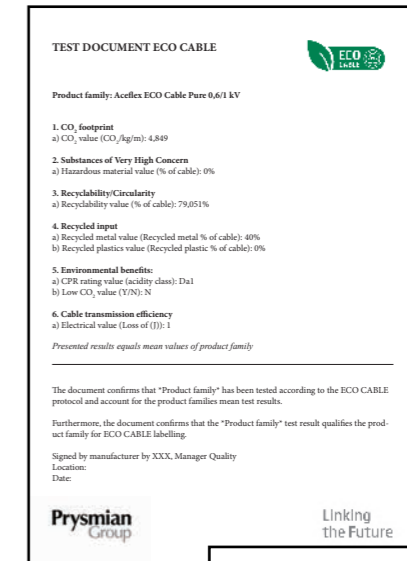 TEST DOCUMENT ECO CABLE
ECO
CABLE
Product family: Aceflex ECO Cable Pure 0,6/1 kV
1. CO₂ footprint
a) CO₂ value (CO₂/kg/m): 4,849
2. Substances of Very High Concern
a) Hazardous material value (% of cable): 0%
3. Recyclability/Circularity
a) Recyclability value (% of cable): 79,051%
4. Recycled input
a) Recycled metal value (Recycled metal % of cable): 40%
b) Recycled plastics value (Recycled plastic % of cable): 0%
5. Environmental benefits:
a) CPR rating value (acidity class): Da1
b) Low CO₂ value (Y/N): N
6. Cable transmission efficiency
a) Electrical value (Loss of (J)): 1
Presented results equals mean values of product family
The document confirms that "Product family" has been tested according to the ECO CABLE
protocol and account for the product families mean test results.
Furthermore, the document confirms that the "Product family" test result qualifies the prod-
uct family for ECO CABLE labelling.
Signed by manufacturer by XXX, Manager Quality
Location:
Date:
Prysmian
Group
Linking
the Future